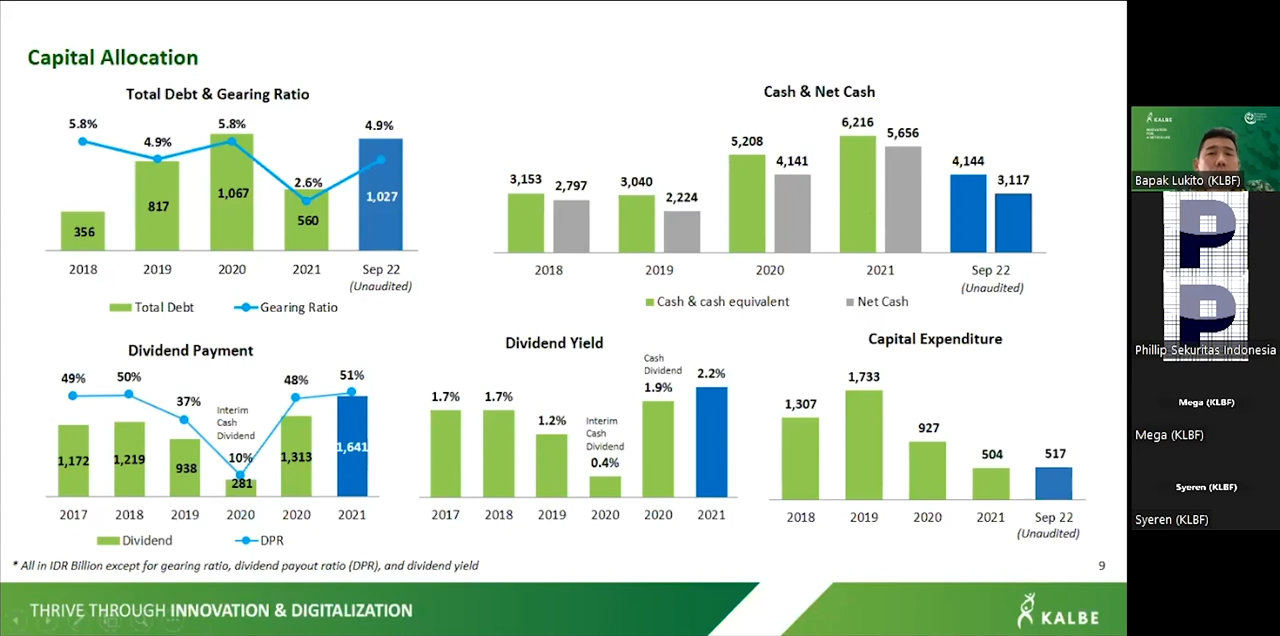 Capital Allocation
Total Debt & Gearing Ratio
5.8%
4.9%
5.8%
2.6%
4.9%
356
817
1,067
560
1,027
2018
2019
2020
2021
Sep 22
(Unaudited)
Total Debt
Gearing Ratio
Cash & Net Cash
3,153
2,797
3,040
2,224
5,208
4,141
6,216
5,656
4,144
3,117
2018
2019
2020
2021
Sep 22
(Unaudited)
Cash & cash equivalent
Net Cash
Dividend Payment
49%
50%
37%
Interim
Cash
Dividend
10%
48%
51%
1,172
1,219
938
281
1,313
1,641
2017
2018
2019
2020
2020
2021
Dividend
DPR
Dividend Yield
1.7%
1.7%
1.2%
Interim
Cash
Dividend
0.4%
Cash
Dividend
1.9%
2.2%
2017
2018
2019
2020
2020
2021
Capital Expenditure
1,307
1,733
927
504
517
2018
2019
2020
2021
Sep 22
(Unaudited)
* All in IDR Billion except for gearing ratio, dividend payout ratio (DPR), and dividend yield
9
THRIVE THROUGH INNOVATION & DIGITALIZATION
KALBE
KALBE
Bapak Lukito (KLBF)
Phillip Sekuritas Indonesia
Mega (KLBF)
Mega (KLBF)
Syeren (KLBF)
Syeren (KLBF)